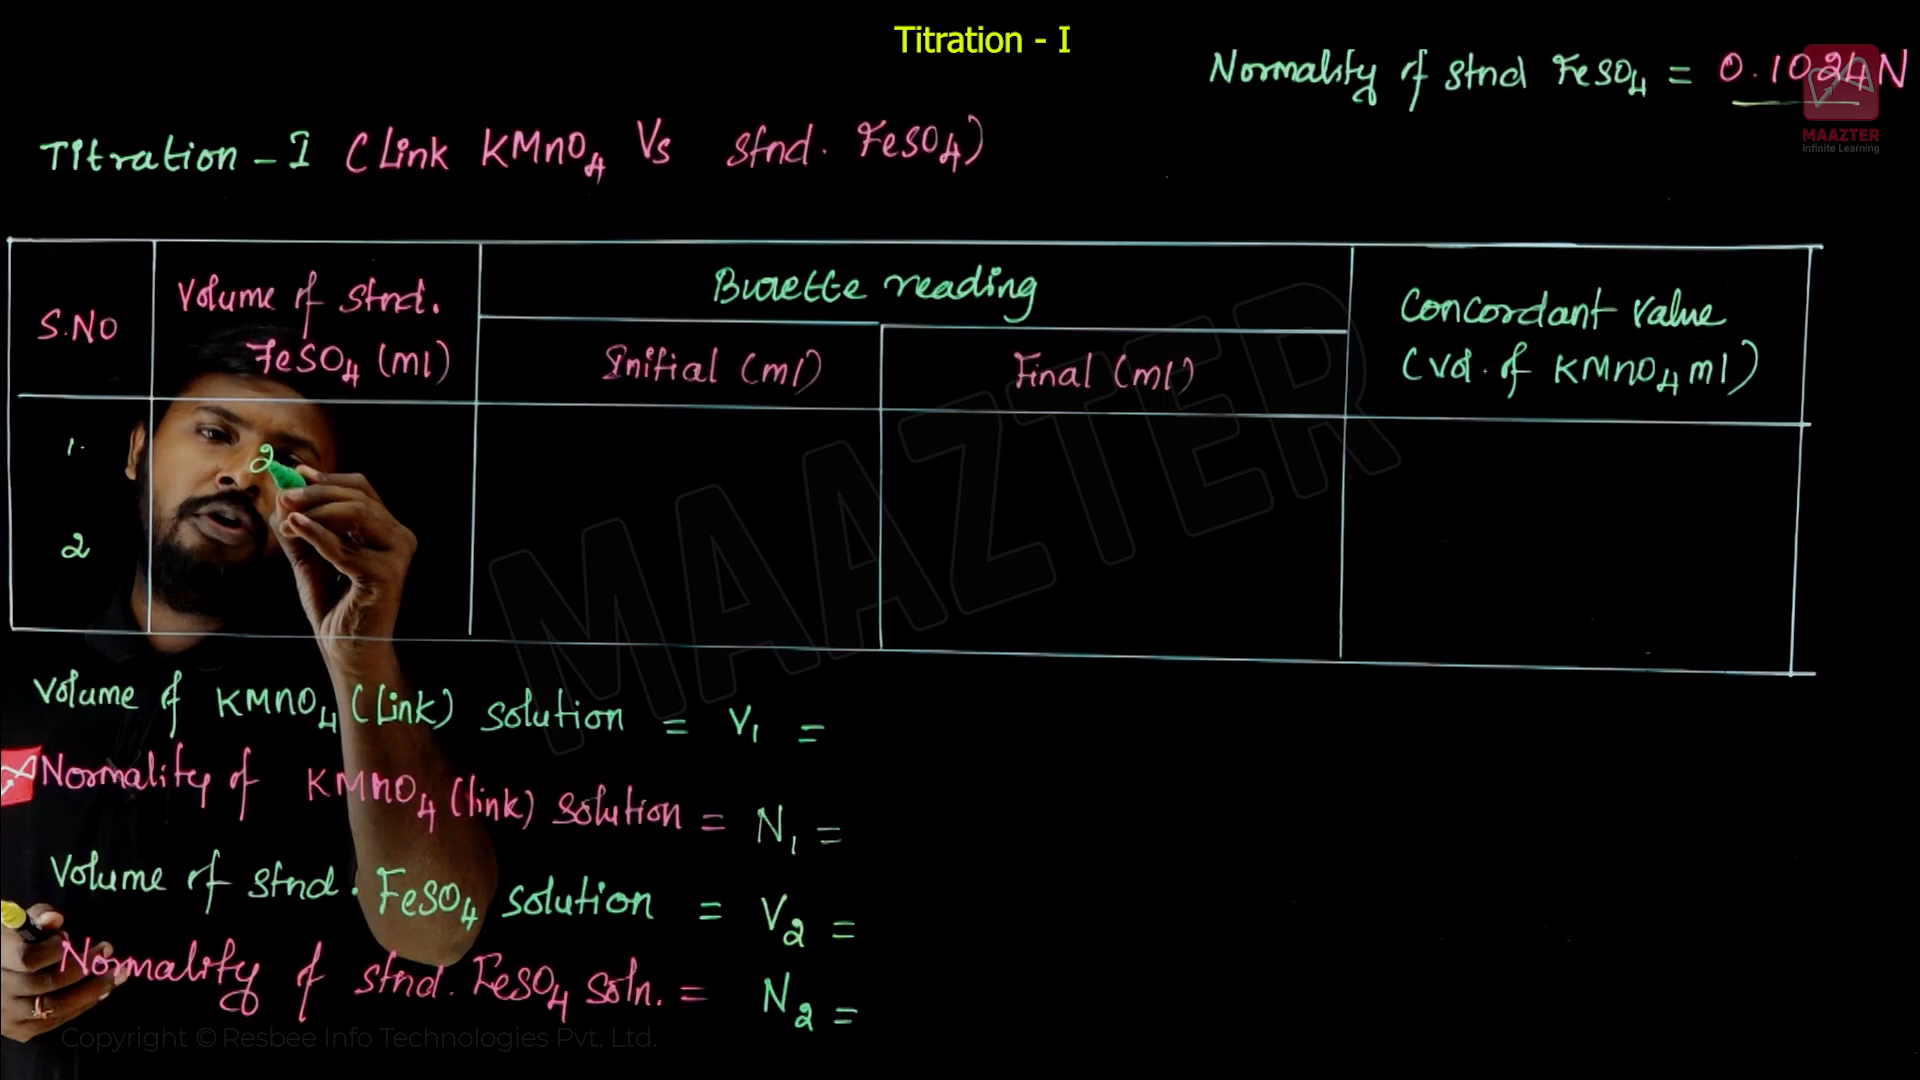 Titration - I
Normality of stnd FeSO4 = 0.1024 N
MAAZTER
Infinite Learning
Titration - I (Link KMnO4 Vs stnd. FeSO4)
S.NO
Volume of stnd.
FeSO4 (ml)
Burette reading
Initial (ml)
Final (ml)
Concordant value
(Vol. of KMnO4 ml)
1.
2
2
MAAZTER
Volume of KMnO4 (Link) solution = V1 =
Normality of KMnO4 (link) solution = N1 =
Volume of stnd. FeSO4 solution = V2 =
Normality of stnd. FeSO4 soln. = N2 =
Copyright © Resbee Info Technologies Pvt. Ltd.